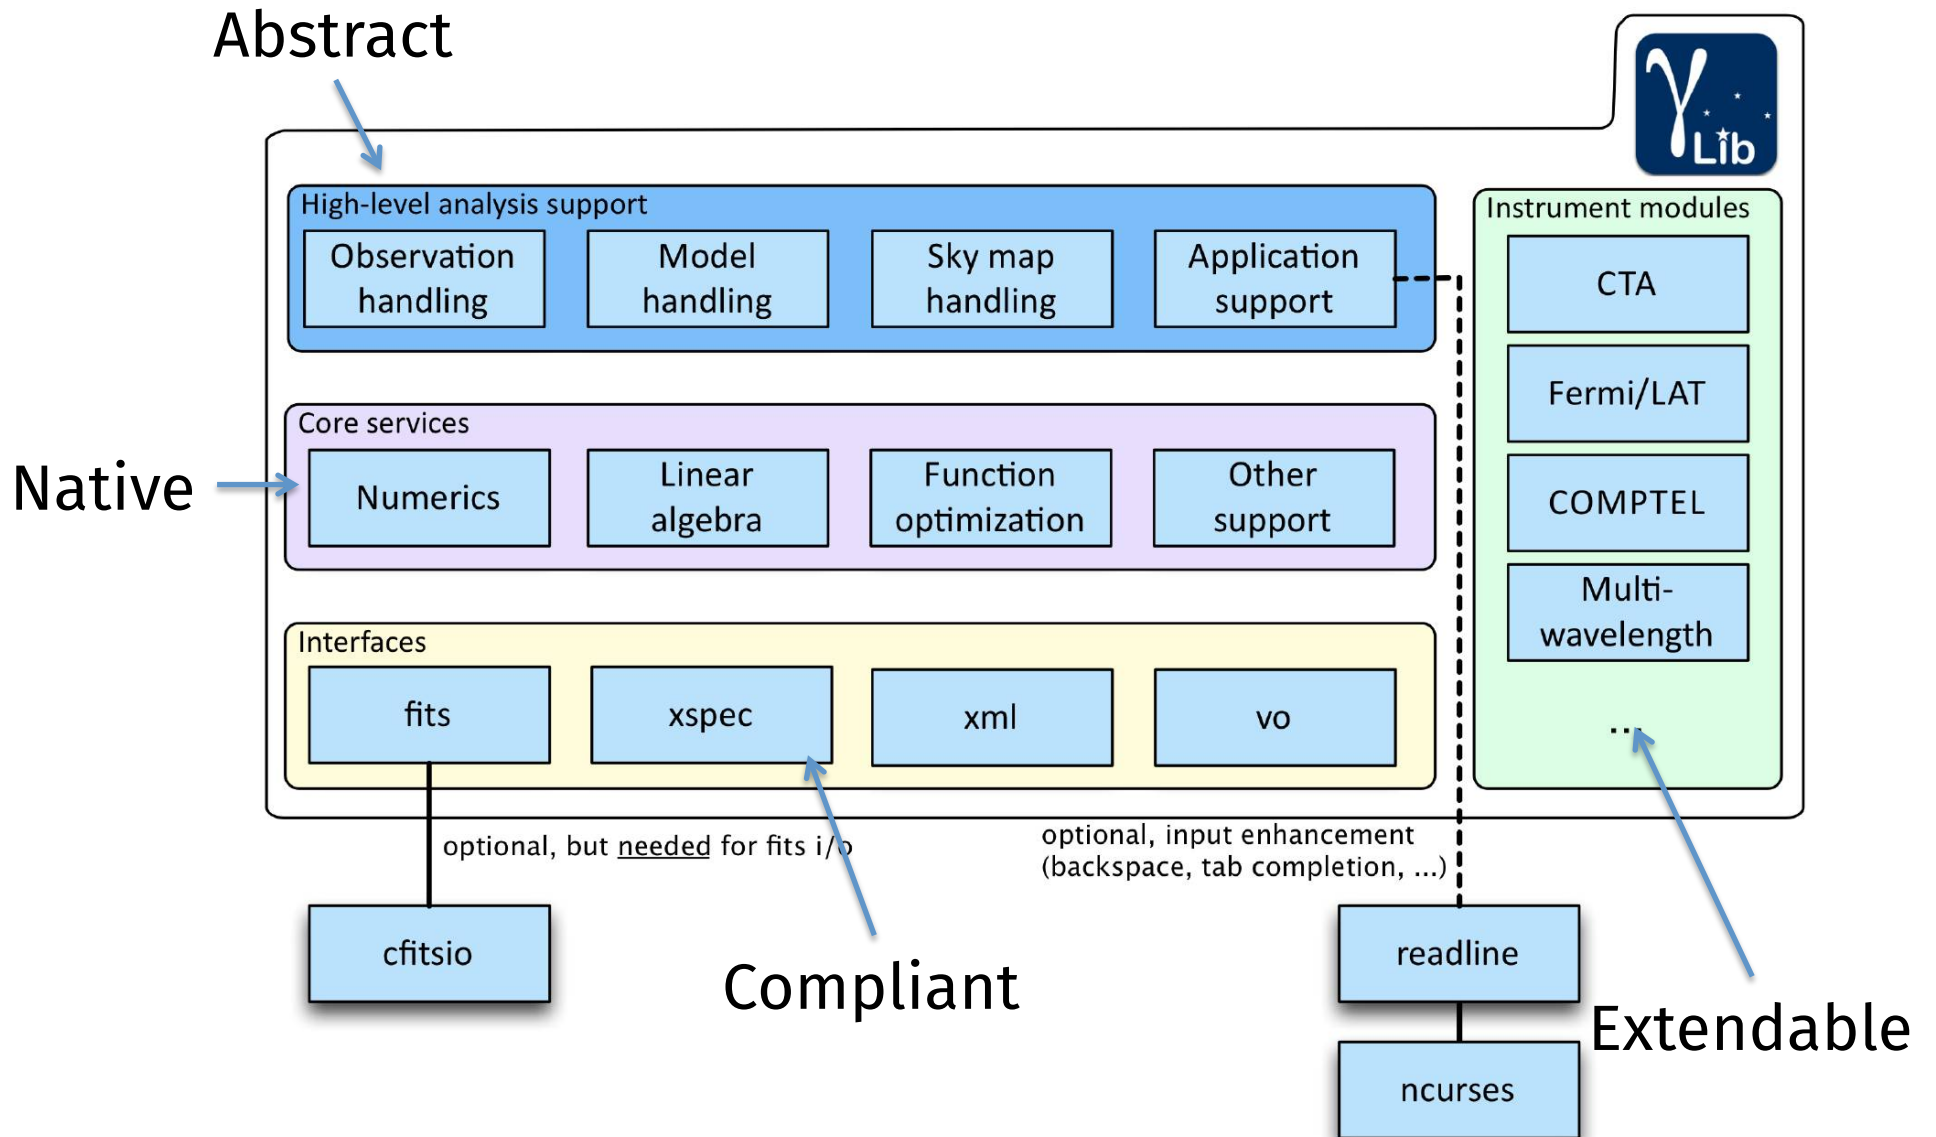 Abstract
γ
Lib
High-level analysis support
Observation
handling
Model
handling
Sky map
handling
Application
support
Instrument modules
CTA
Fermi/LAT
COMPTEL
Multi-
wavelength
...
Native
Core services
Numerics
Linear
algebra
Function
optimization
Other
support
Interfaces
fits
xspec
xml
vo
optional, but needed for fits i/o
optional, input enhancement
(backspace, tab completion, ...)
cfitsio
Compliant
readline
Extendable
ncurses